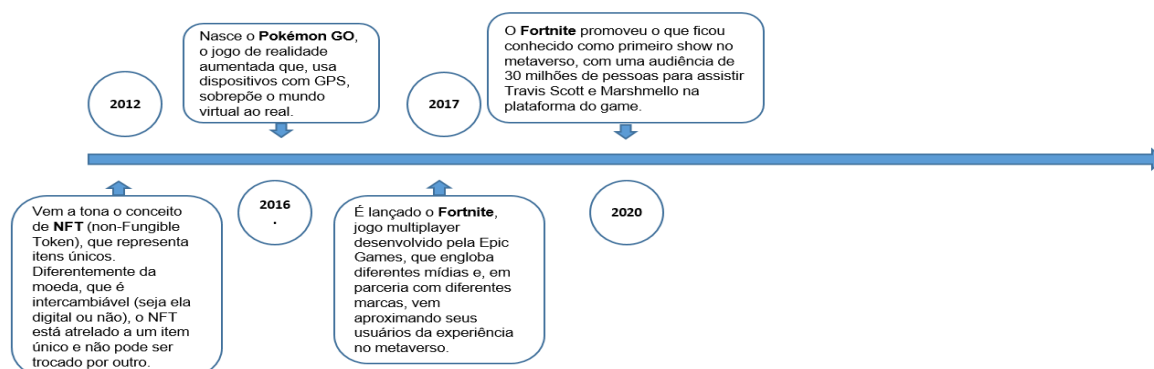 2012
Nasce o Pokémon GO,
o jogo de realidade
aumentada que, usa
dispositivos com GPS,
sobrepõe o mundo
virtual ao real.
2017
O Fortnite promoveu o que ficou
conhecido como primeiro show no
metaverso, com uma audiência de
30 milhões de pessoas para assistir
Travis Scott e Marshmello na
plataforma do game.
Vem a tona o conceito
de NFT (non-Fungible
Token), que representa
itens únicos.
Diferentemente da
moeda, que é
intercambiável (seja ela
digital ou não), o NFT
está atrelado a um item
único e não pode ser
trocado por outro.
2016
.
É lançado o Fortnite,
jogo multiplayer
desenvolvido pela Epic
Games, que engloba
diferentes mídias e, em
parceria com diferentes
marcas, vem
aproximando seus
usuários da experiência
no metaverso.
2020